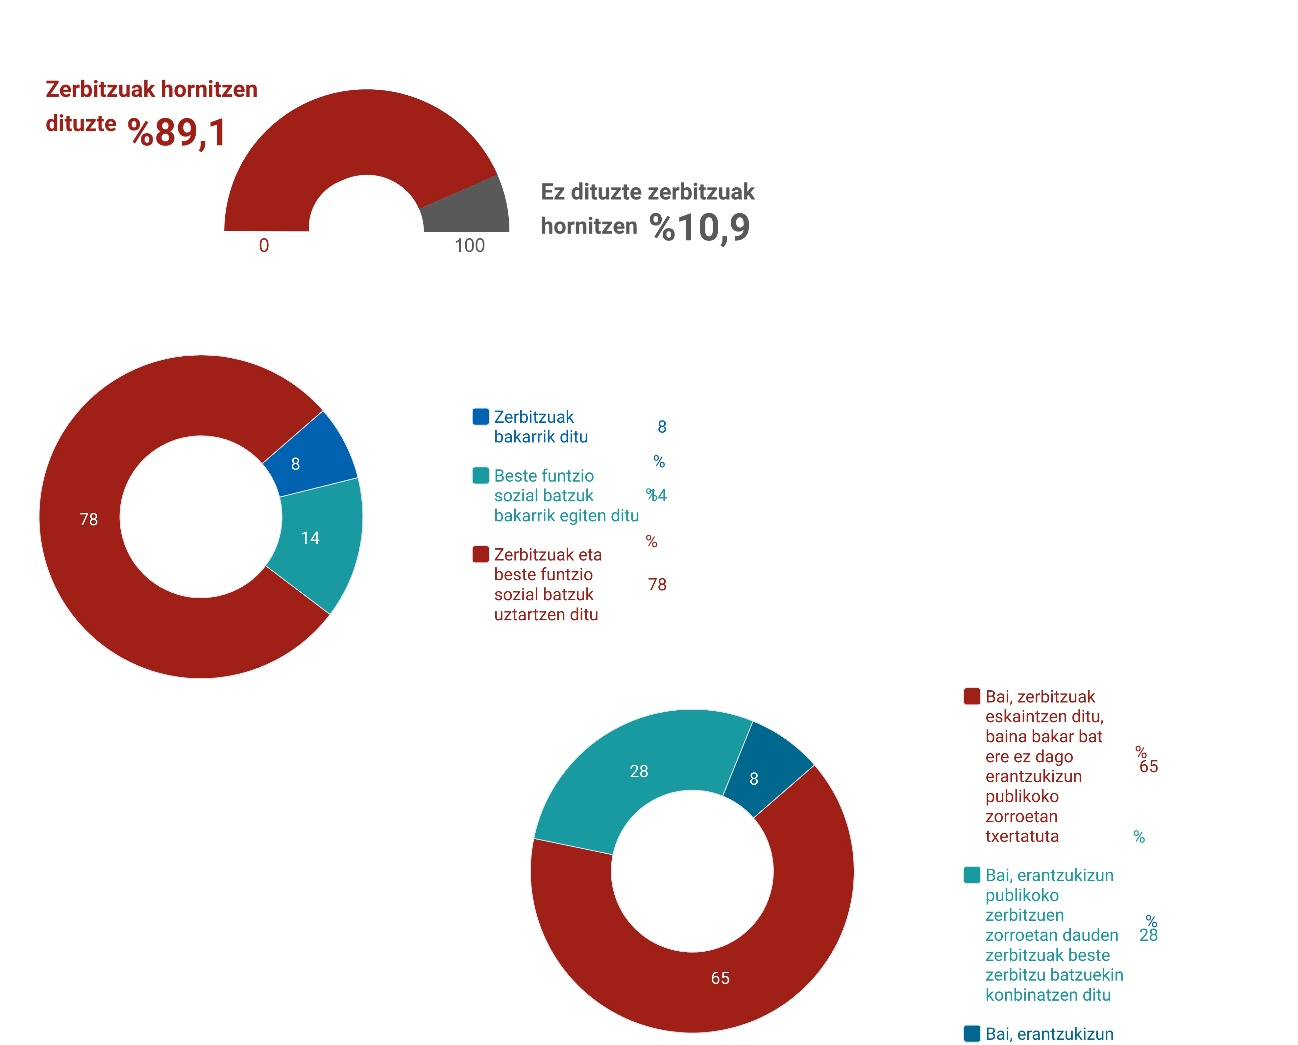 Zerbitzuak hornitzen
dituzte %89,1
Ez dituzte zerbitzuak
hornitzen %10,9
0
100
8
14
78
Zerbitzuak
bakarrik ditu
8
%
Beste funtzio
sozial batzuk
bakarrik egiten ditu
%14
%
Zerbitzuak eta
beste funtzio
sozial batzuk
uztartzen ditu
78
28
8
65
Bai, zerbitzuak
eskaintzen ditu,
baina bakar bat
ere ez dago
erantzukizun
publikoko
zorroetan
txertatuta
%
65
%
Bai, erantzukizun
publikoko
zerbitzuen
zorroetan dauden
zerbitzuak beste
zerbitzu batzuekin
konbinatzen ditu
%
28
Bai, erantzukizun